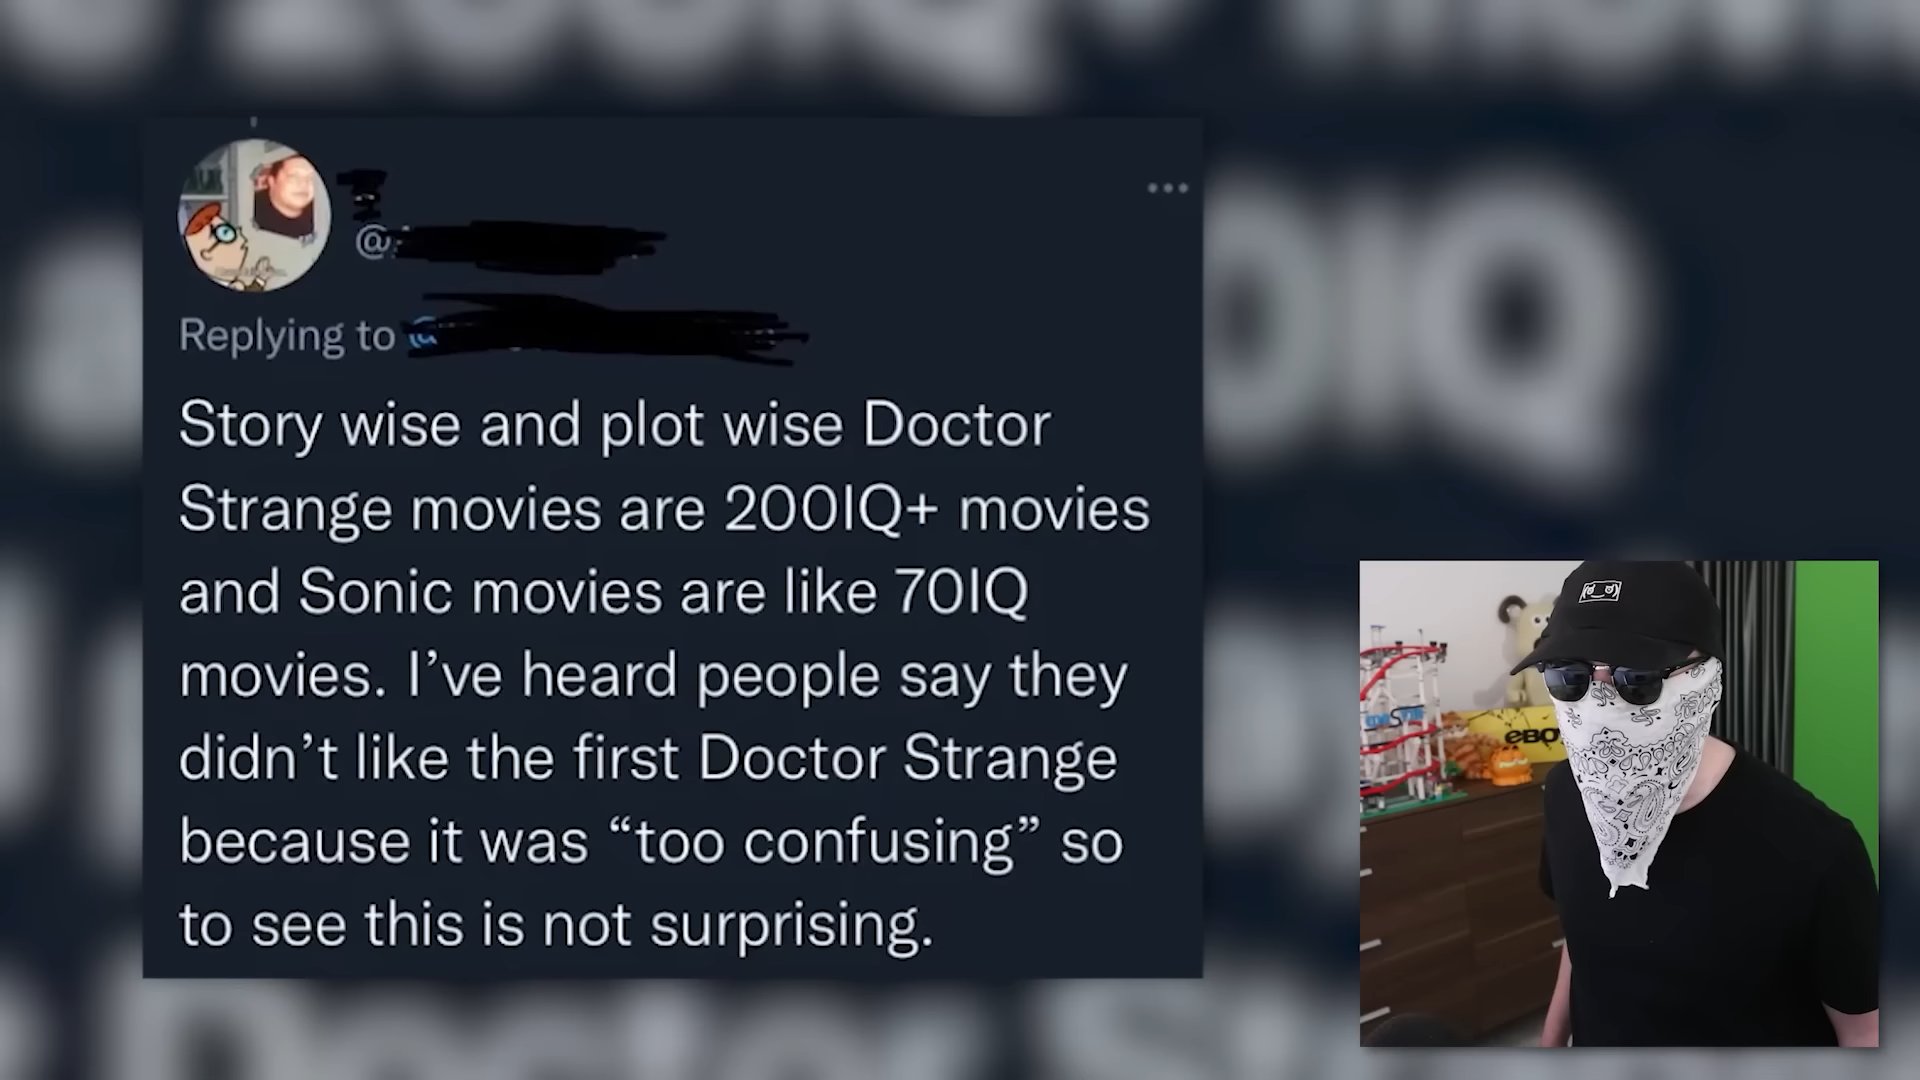 @
Replying to @
Story wise and plot wise Doctor
Strange movies are 200IQ+ movies
and Sonic movies are like 70IQ
movies. I’ve heard people say they
didn’t like the first Doctor Strange
because it was “too confusing” so
to see this is not surprising.